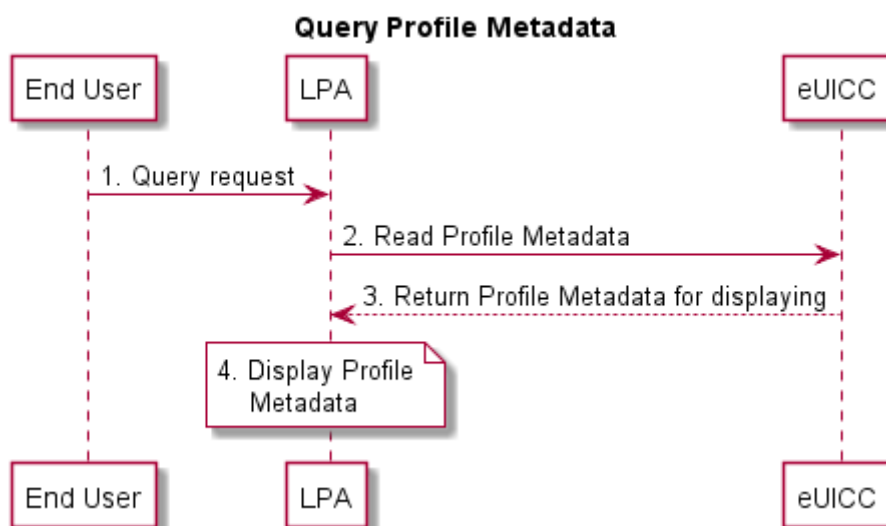 Query Profile Metadata
End User
LPA
eUICC
1. Query request
2. Read Profile Metadata
3. Return Profile Metadata for displaying
4. Display Profile
Metadata
End User
LPA
eUICC